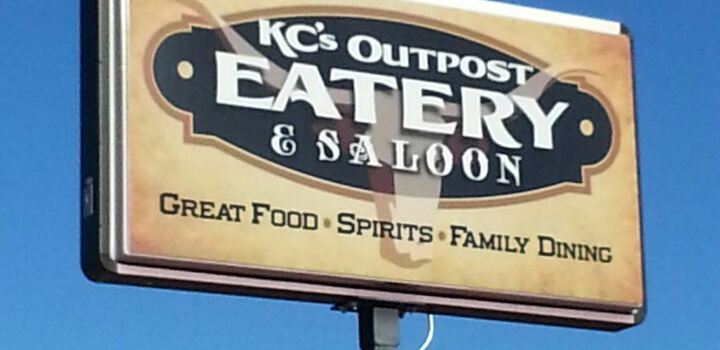 KC's Outpost
Eatery
& Saloon
Great Food • Spirits • Family Dining